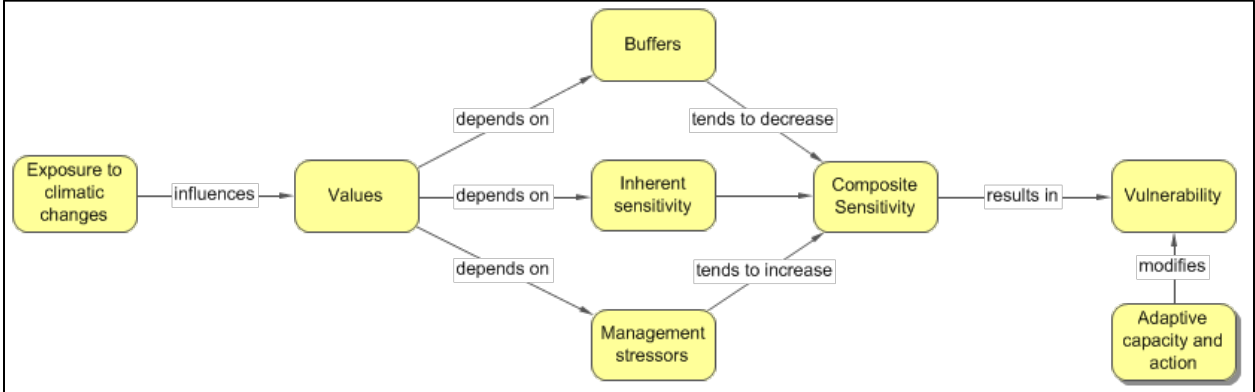 Buffers
depends on
tends to decrease
Exposure to
climatic
changes
influences
Values
depends on
Inherent
sensitivity
Composite
Sensitivity
results in
Vulnerability
depends on
tends to increase
modifies
Management
stressors
Adaptive
capacity and
action